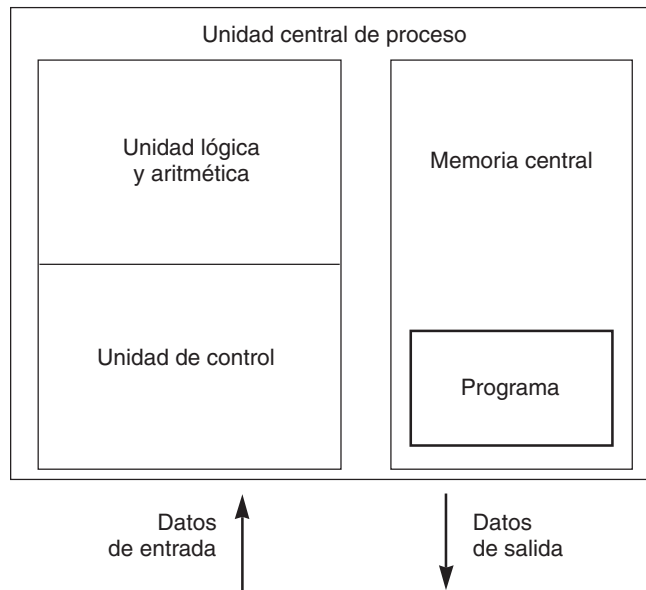 Unidad central de proceso
Unidad lógica
y aritmética
Memoria central
Unidad de control
Programa
Datos
de entrada
Datos
de salida